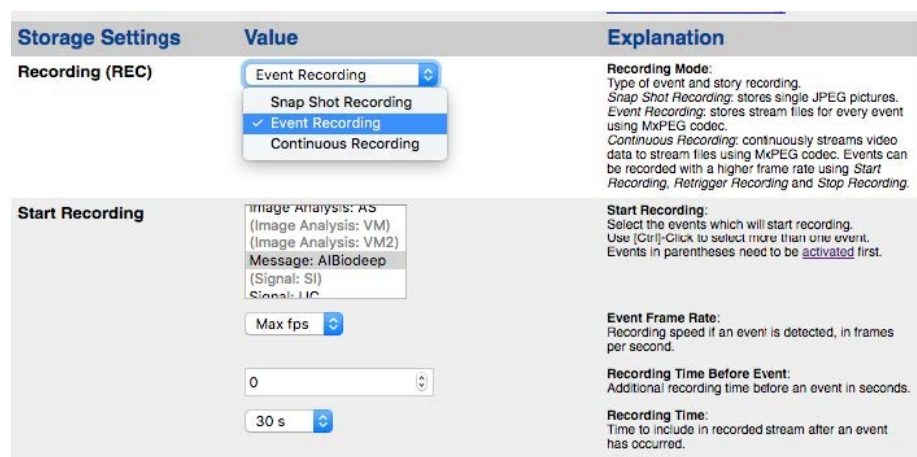 Storage Settings Value Explanation
Recording (REC)
Event Recording
Snap Shot Recording
✓ Event Recording
Continuous Recording
Recording Mode:
Type of event and story recording.
Snap Shot Recording: stores single JPEG pictures.
Event Recording: stores stream files for every event
using MxPEG codec.
Continuous Recording: continuously streams video
data to stream files using MxPEG codec. Events can
be recorded with a higher frame rate using Start
Recording, Retrigger Recording and Stop Recording.
Start Recording
Image Analysis: AS
(Image Analysis: VM)
(Image Analysis: VM2)
Message: AIBiodeep
(Signal: SI)
Signal: UC
Start Recording:
Select the events which will start recording.
Use [Ctrl]-Click to select more than one event.
Events in parentheses need to be activated first.
Max fps
Event Frame Rate:
Recording speed if an event is detected, in frames
per second.
0
Recording Time Before Event:
Additional recording time before an event in seconds.
30 s
Recording Time:
Time to include in recorded stream after an event
has occurred.